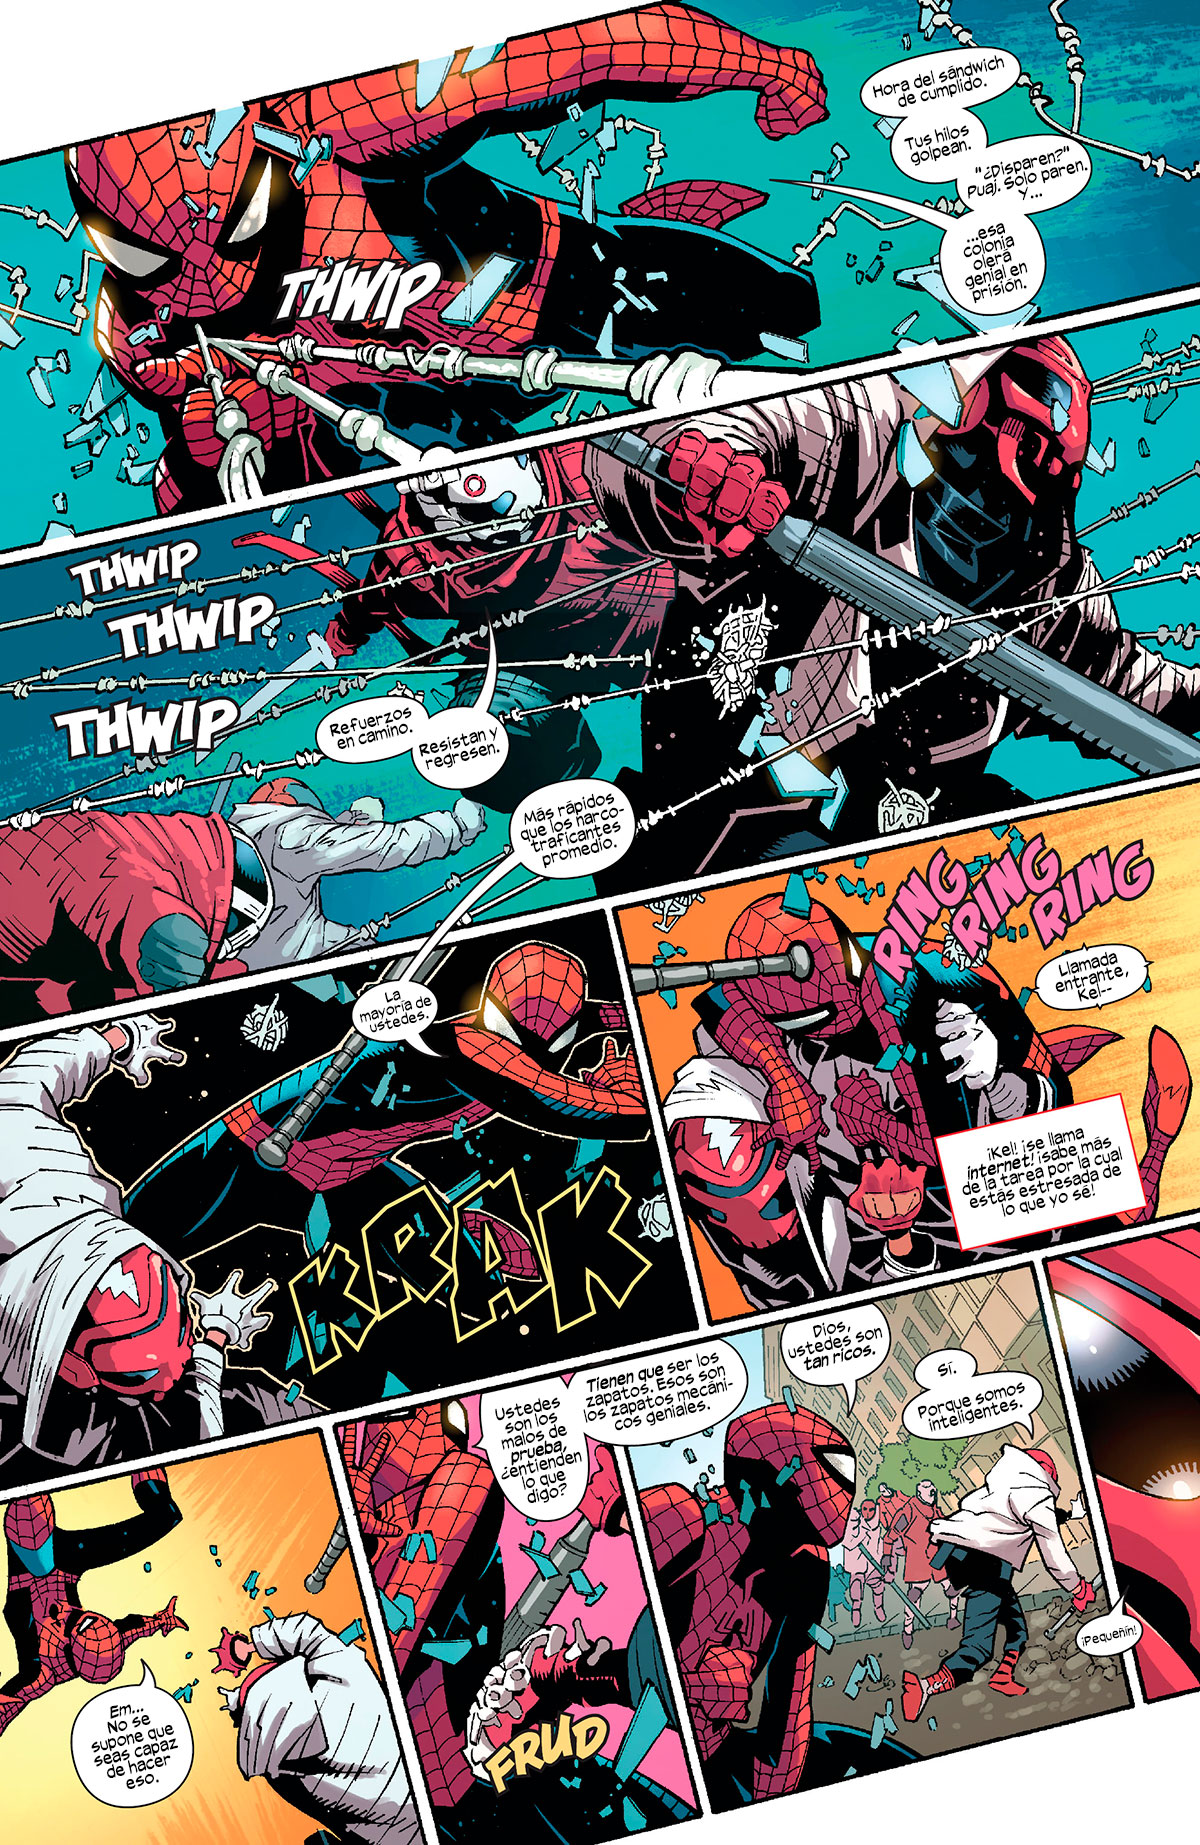 Hora del sándwich
de cumplido.
Tus hilos
golpean.
"¿Disparen?"
Puaj. Solo paren.
Y...
...esa
colonia
olerá
genial en
prisión.
THWIP
THWIP
THWIP
THWIP
Refuerzos
en camino.
Resistan y
regresen.
Más rápidos
que los narco-
traficantes
promedio.
La
mayoría de
ustedes.
KRAK
RING
RING
RING
Llamada
entrante,
Kel--
¡Kel! ¡se llama
internet! ¡sabe más
de la tarea por la cual
estás estresada de
lo que yo sé!
Em...
No se
supone que
seas capaz
de hacer
eso.
Ustedes
son los
malos de
prueba,
¿entienden
lo que
digo?
Tienen que ser los
zapatos. Esos son
los zapatos mecáni-
cos geniales.
FRUD
Dios,
ustedes son
tan ricos.
Sí.
Porque somos
inteligentes.
¡Pequeñín!